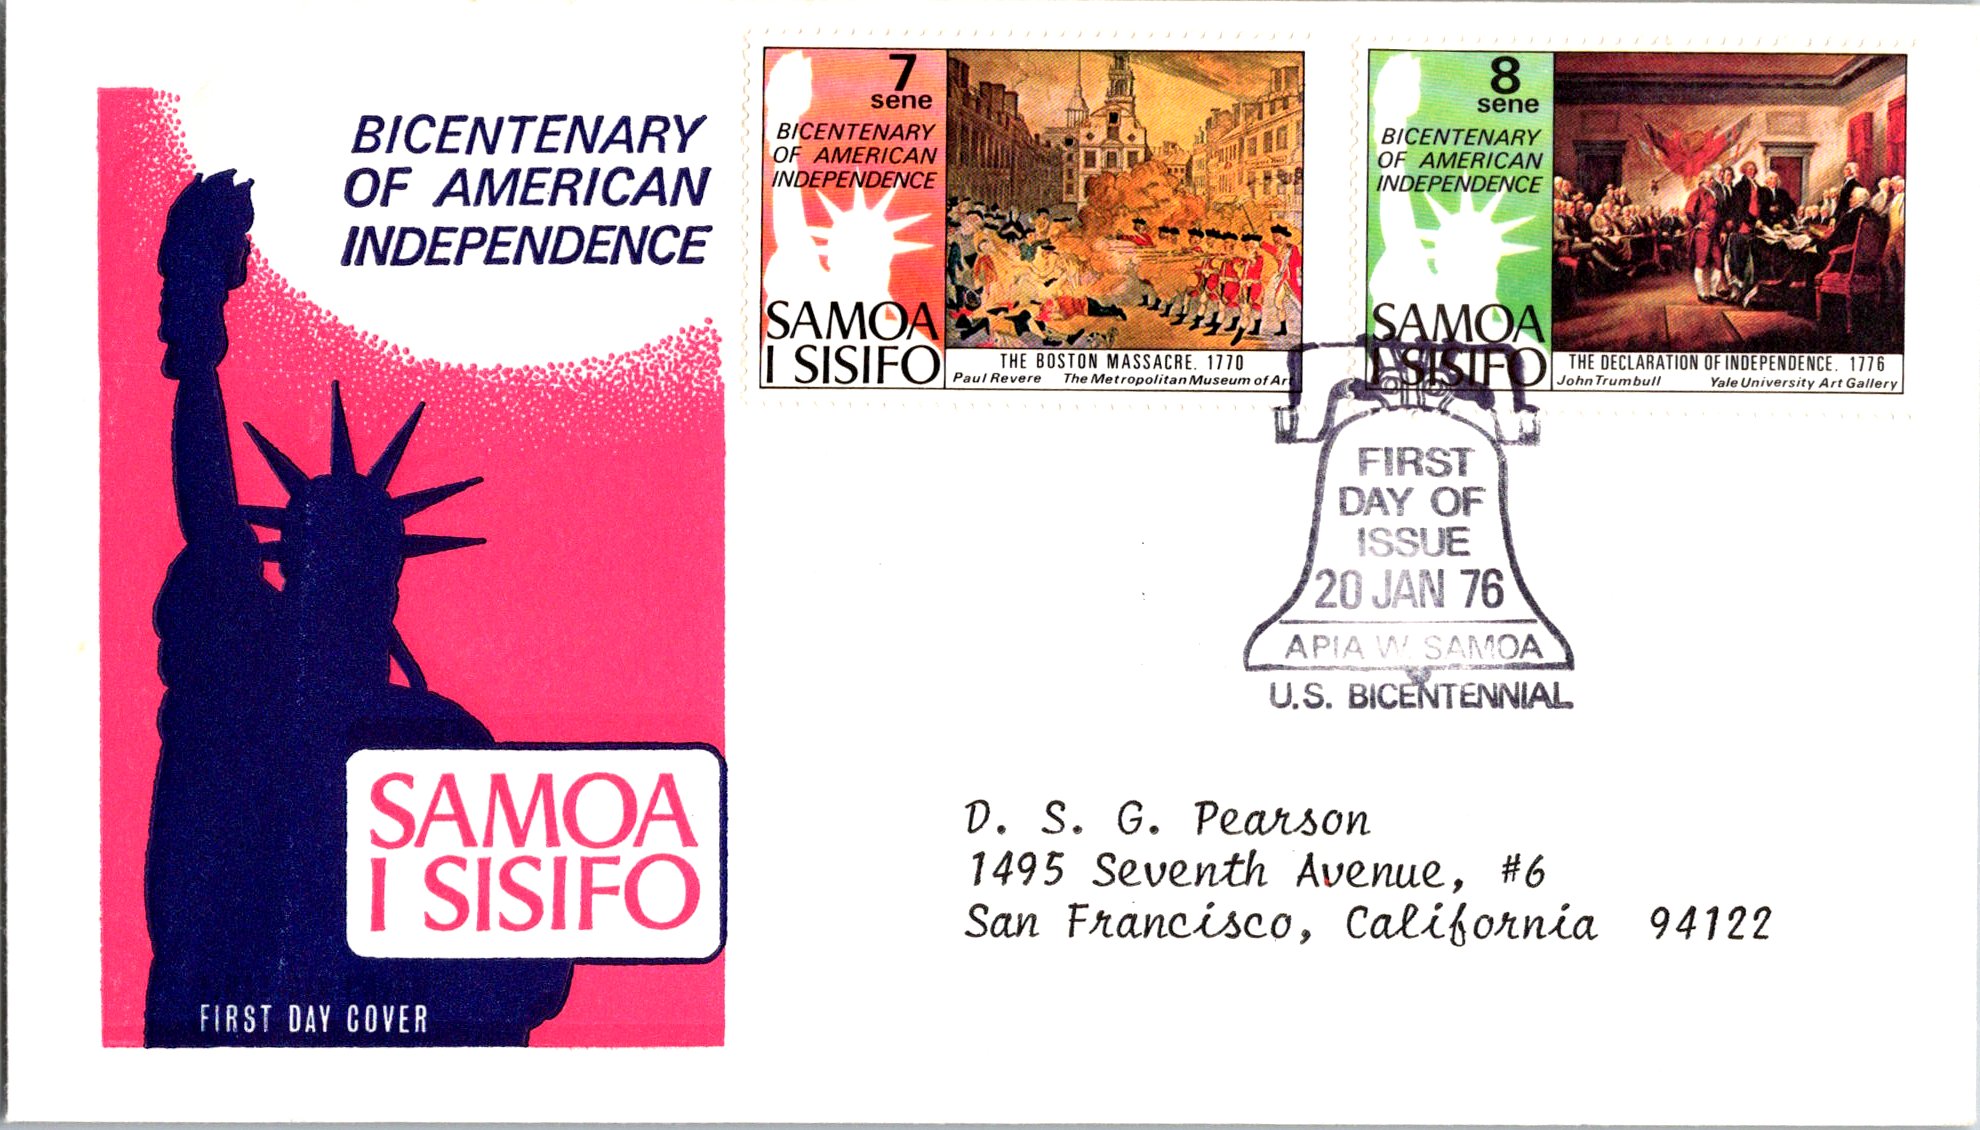 BICENTENARY
OF AMERICAN
INDEPENDENCE
SAMOA
I SISIFO
FIRST DAY COVER
7
sene
BICENTENARY
OF AMERICAN
INDEPENDENCE
SAMOA
I SISIFO
THE BOSTON MASSACRE. 1770
Paul Revere The Metropolitan Museum of Art
8
sene
BICENTENARY
OF AMERICAN
INDEPENDENCE
SAMOA
I SISIFO
THE DECLARATION OF INDEPENDENCE. 1776
John Trumbull Yale University Art Gallery
FIRST
DAY OF
ISSUE
20 JAN 76
APIA W. SAMOA
U.S. BICENTENNIAL
D. S. G. Pearson
1495 Seventh Avenue, #6
San Francisco, California 94122